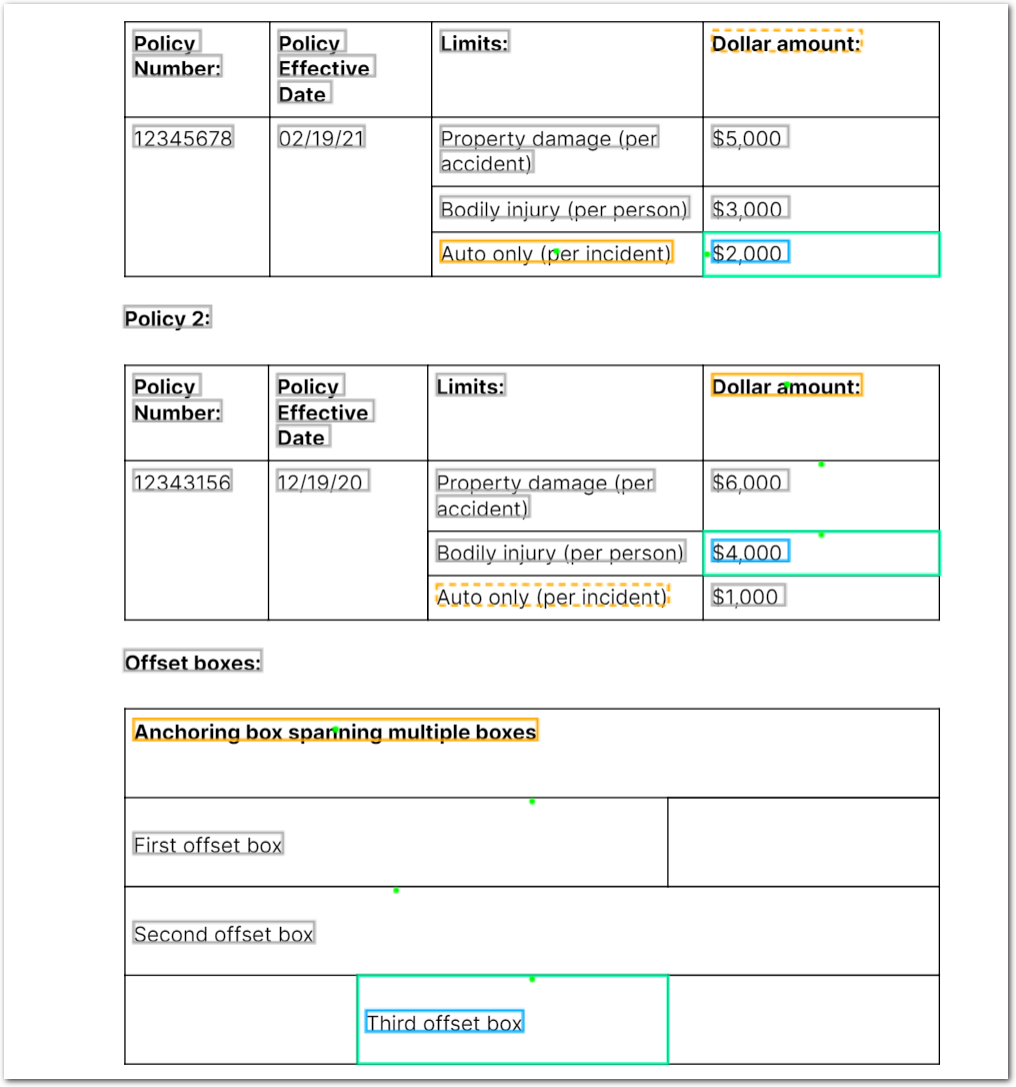 Policy Number: Policy Effective Date Limits: Dollar amount:
12345678 02/19/21 Property damage (per accident) $5,000
Bodily injury (per person) $3,000
Auto only (per incident) $2,000
Policy 2:
Policy Number: Policy Effective Date Limits: Dollar amount:
12343156 12/19/20 Property damage (per accident) $6,000
Bodily injury (per person) $4,000
Auto only (per incident) $1,000
Offset boxes:
Anchoring box spanning multiple boxes
First offset box
Second offset box
Third offset box